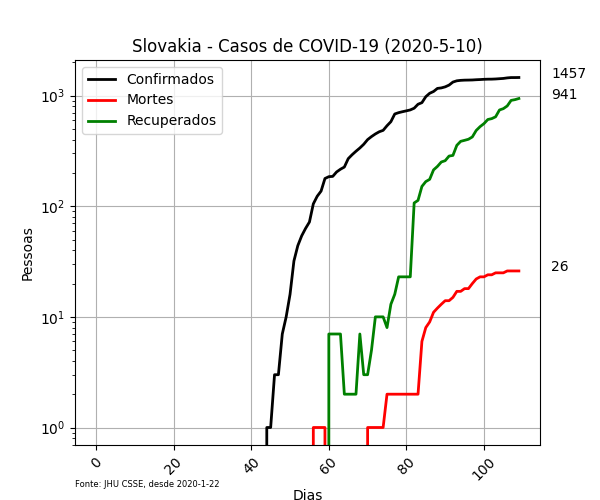 Slovakia - Casos de COVID-19 (2020-5-10)
Confirmados
Mortes
Recuperados
1457
941
26
10³
10²
10¹
10⁰
Pessoas
0 20 40 60 80 100
Fonte: JHU CSSE, desde 2020-1-22
Dias